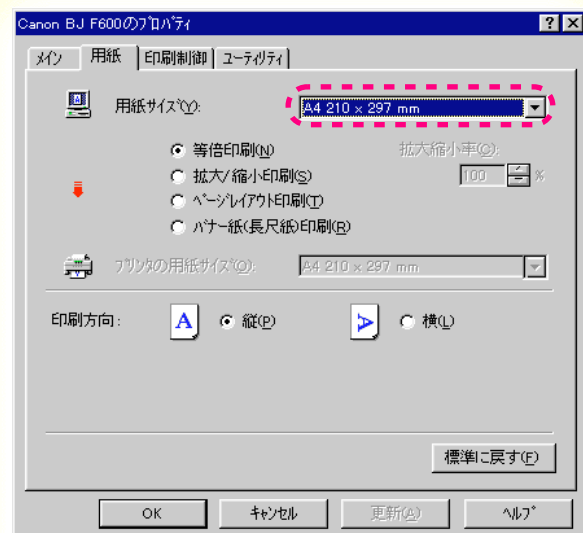 Canon BJ F600のﾌﾟﾛﾊﾟﾃｨ
ﾒｲﾝ 用紙 印刷制御 ﾕｰﾃｨﾘﾃｨ
用紙ｻｲｽﾞ(Y): A4 210 x 297 mm
等倍印刷(N) 拡大縮小率(C):
拡大/縮小印刷(S) 100 %
ﾍﾟｰｼﾞﾚｲｱｳﾄ印刷(T)
ﾊﾞﾅｰ紙(長尺紙)印刷(R)
ﾌﾟﾘﾝﾀの用紙ｻｲｽﾞ(O): A4 210 x 297 mm
印刷方向: A 縦(P) A 横(L)
標準に戻す(F)
OK ｷｬﾝｾﾙ 更新(A) ﾍﾙﾌﾟ